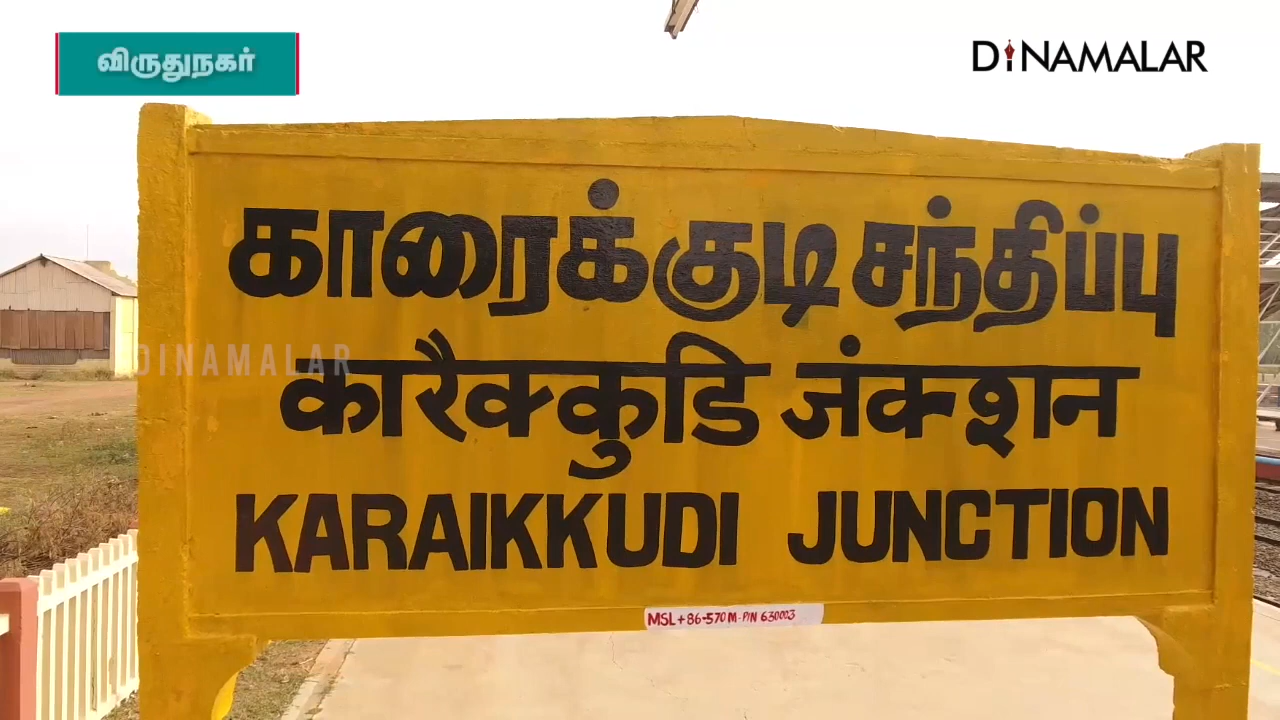 விருதுநகர்
DINAMALAR
காரைக்குடி சந்திப்பு
DINAMALAR
कारैक्कुडि जंक्शन
KARAIKKUDI JUNCTION
MSL+86-570M-PIN 630003